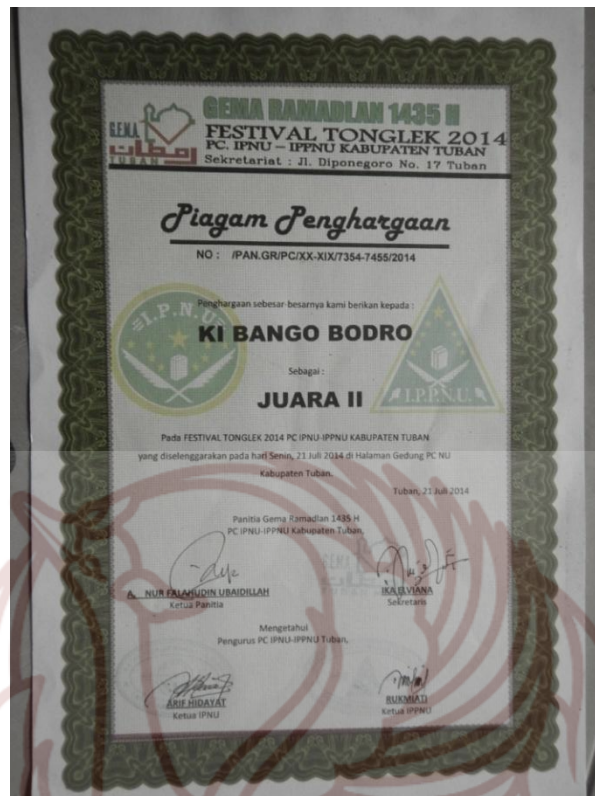 GEMA
رمضان
TUBAN
GEMA RAMADLAN 1435 H
FESTIVAL TONGLEK 2014
PC. IPNU – IPPNU KABUPATEN TUBAN
Sekretariat : Jl. Diponegoro No. 17 Tuban
Piagam Penghargaan
NO : /PAN.GR/PC/XX-XIX/7354-7455/2014
Penghargaan sebesar-besarnya kami berikan kepada :
I.P.N.U
KI BANGO BODRO
Sebagai :
JUARA II
I.P.P.N.U.
Pada FESTIVAL TONGLEK 2014 PC IPNU-IPPNU KABUPATEN TUBAN
yang diselenggarakan pada hari Senin, 21 Juli 2014 di Halaman Gedung PC NU
Kabupaten Tuban.
Tuban, 21 Juli 2014
Panitia Gema Ramadlan 1435 H
PC IPNU-IPPNU Kabupaten Tuban,
A. NUR FALAHUDIN UBAIDILLAH
Ketua Panitia
IKA ELVIANA
Sekretaris
Mengetahui
Pengurus PC IPNU-IPPNU Tuban,
ARIF HIDAYAT
Ketua IPNU
RUKMIATI
Ketua IPPNU